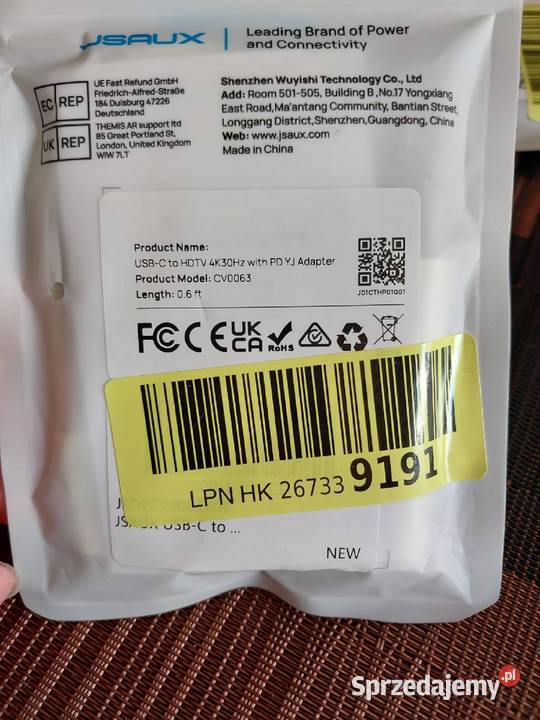 JSAUX | Leading Brand of Power
and Connectivity
EC REP
UE Fast Refund GmbH
Friedrich-Alfred-Straße
184 Duisburg 47226
Deutschland
UK REP
THEMIS AR support ltd
85 Great Portland St,
London, United Kingdom
W1W 7LT
Shenzhen Wuyishi Technology Co., Ltd
Add: Room 501-505, Building B ,No.17 Yongxiang
East Road,Ma'antang Community, Bantian Street,
Longgang District,Shenzhen,Guangdong, China
Web: www.jsaux.com
Made in China
Product Name:
USB-C to HDTV 4K30Hz with PD YJ Adapter
Product Model: CV0063
Length: 0.6 ft
J01CTHP01001
FC CE UK
CA RoHS
LPN HK 26733 9191
USB-C to ...
NEW
Sprzedajemy.pl